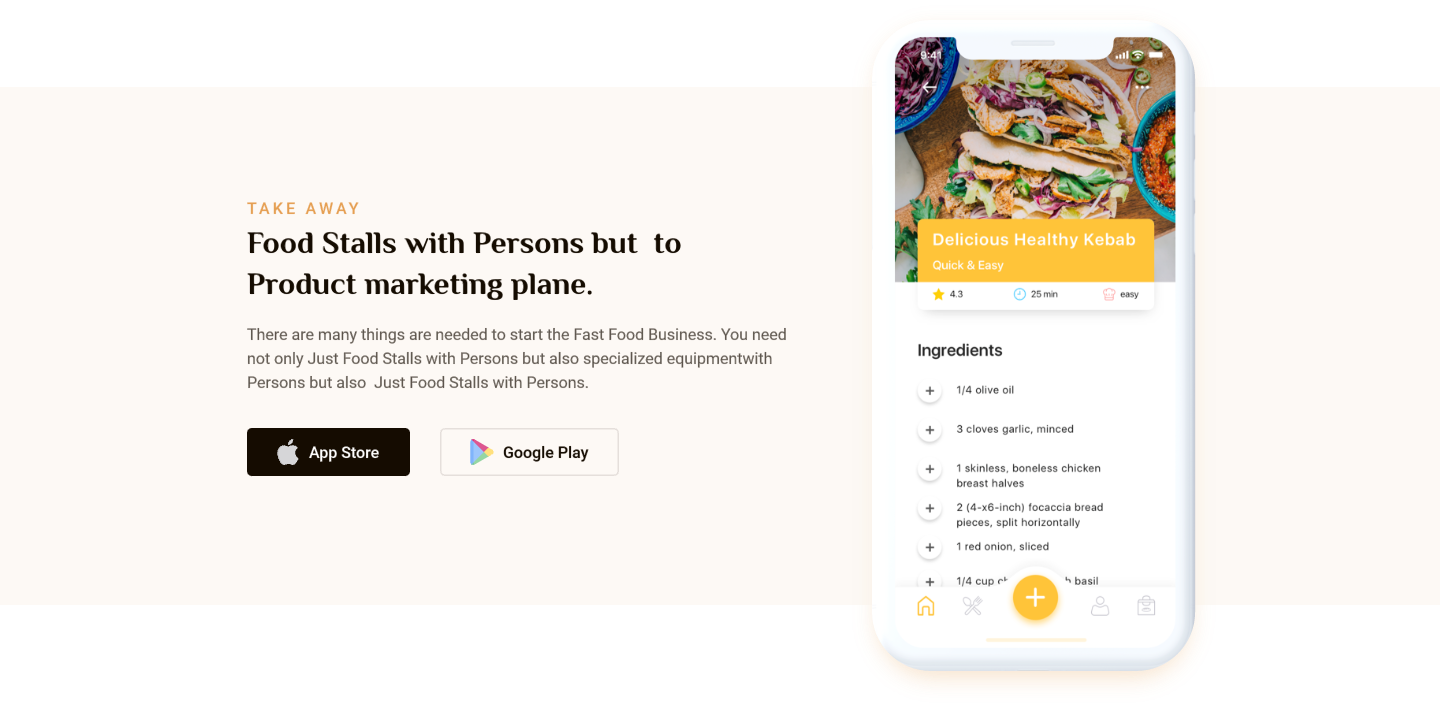 TAKE AWAY
Food Stalls with Persons but  to
Product marketing plane.
There are many things are needed to start the Fast Food Business. You need
not only Just Food Stalls with Persons but also specialized equipmentwith
Persons but also  Just Food Stalls with Persons.
App Store
Google Play
9:41
Delicious Healthy Kebab
Quick & Easy
4.3
25 min
easy
Ingredients
1/4 olive oil
3 cloves garlic, minced
1 skinless, boneless chicken
breast halves
2 (4-x6-inch) focaccia bread
pieces, split horizontally
1 red onion, sliced
1/4 cup basil